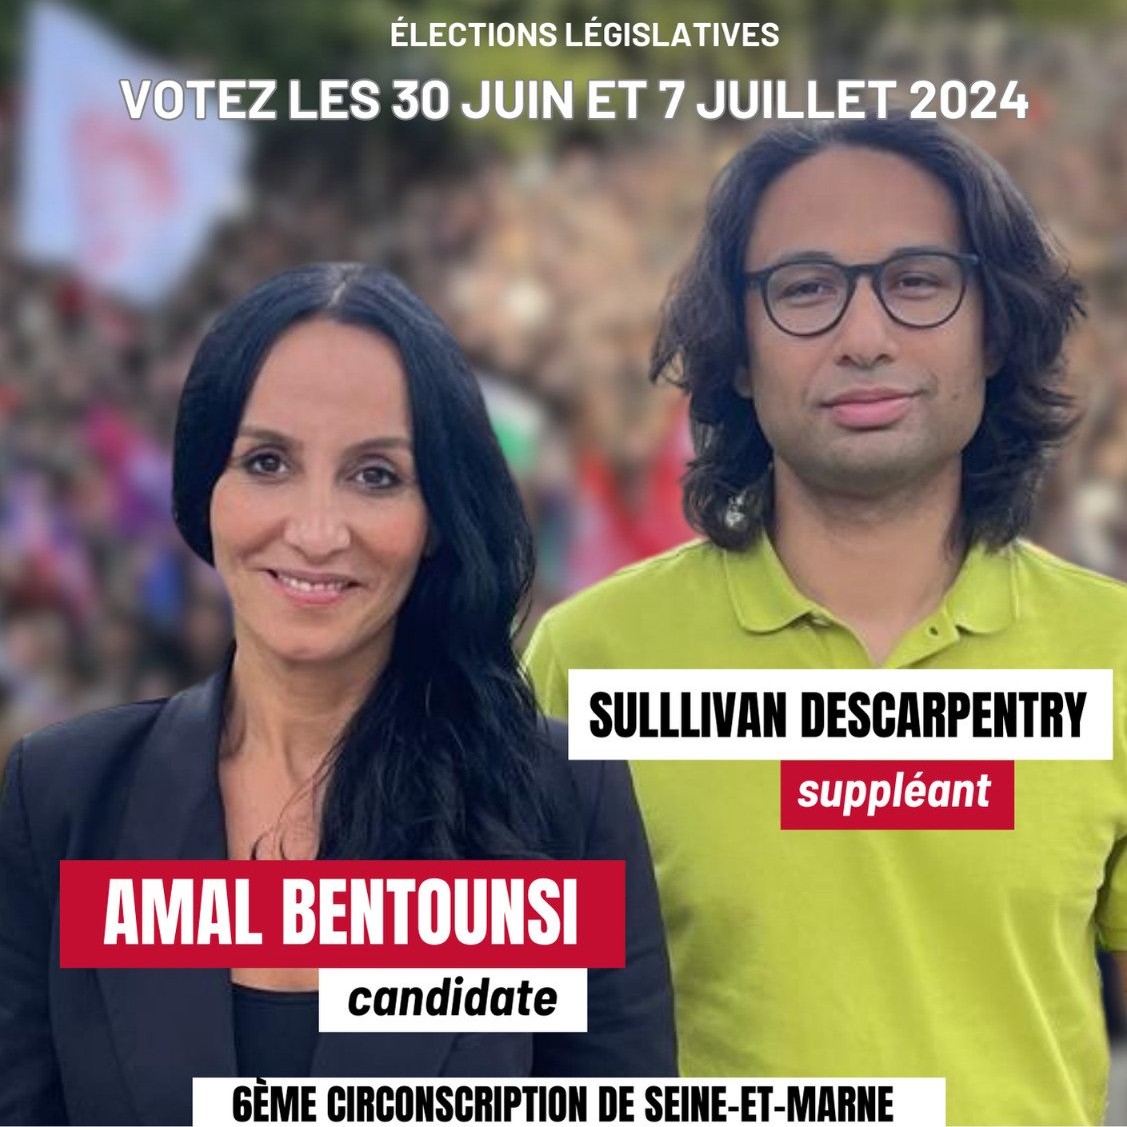 ÉLECTIONS LÉGISLATIVES
VOTEZ LES 30 JUIN ET 7 JUILLET 2024
SULLLIVAN DESCARPENTRY
suppléant
AMAL BENTOUNSI
candidate
6ÈME CIRCONSCRIPTION DE SEINE-ET-MARNE